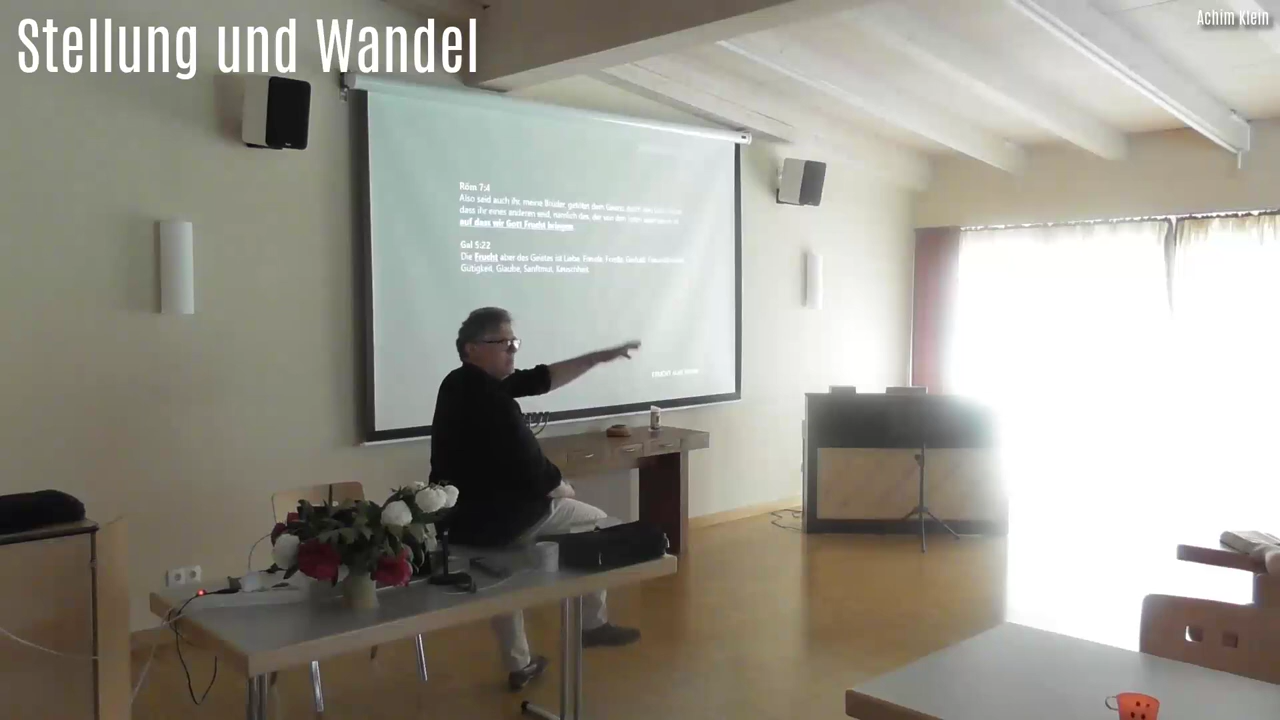 Stellung und Wandel
Achim Klein
Röm 7:4
Also seid auch ihr, meine Brüder, getötet dem Gesetz durch
dass ihr eines anderen seid, nämlich des, der von den
auf dass wir Gott Frucht bringen.
Gal 5:22
Die Frucht aber des Geistes ist Liebe, Freude, Friede, Geduld,
Gütigkeit, Glaube, Sanftmut, Keuschheit.